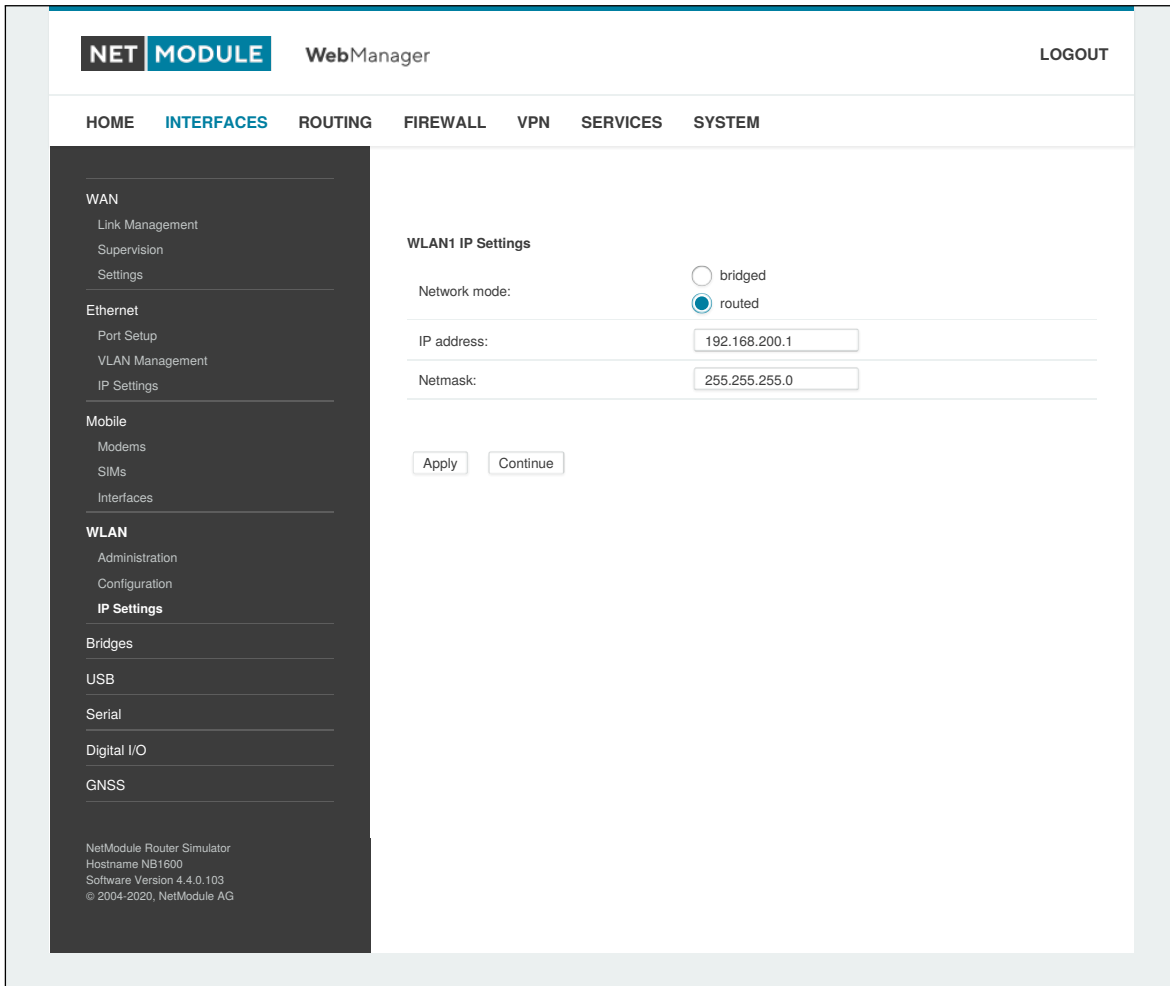 NET MODULE WebManager LOGOUT
HOME INTERFACES ROUTING FIREWALL VPN SERVICES SYSTEM
WAN
Link Management
Supervision
Settings
Ethernet
Port Setup
VLAN Management
IP Settings
Mobile
Modems
SIMs
Interfaces
WLAN
Administration
Configuration
IP Settings
Bridges
USB
Serial
Digital I/O
GNSS
NetModule Router Simulator
Hostname NB1600
Software Version 4.4.0.103
© 2004-2020, NetModule AG
WLAN1 IP Settings
Network mode:
bridged
routed
IP address: 192.168.200.1
Netmask: 255.255.255.0
Apply Continue